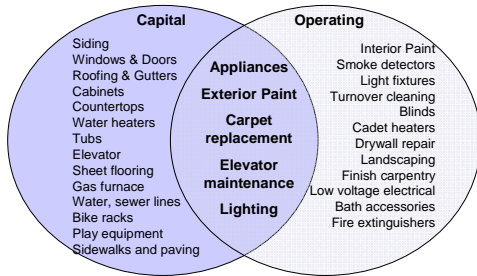 Capital
Operating
Siding
Windows & Doors
Roofing & Gutters
Cabinets
Countertops
Water heaters
Tubs
Elevator
Sheet flooring
Gas furnace
Water, sewer lines
Bike racks
Play equipment
Sidewalks and paving
Appliances
Exterior Paint
Carpet
replacement
Elevator
maintenance
Lighting
Interior Paint
Smoke detectors
Light fixtures
Turnover cleaning
Blinds
Cadet heaters
Drywall repair
Landscaping
Finish carpentry
Low voltage electrical
Bath accessories
Fire extinguishers